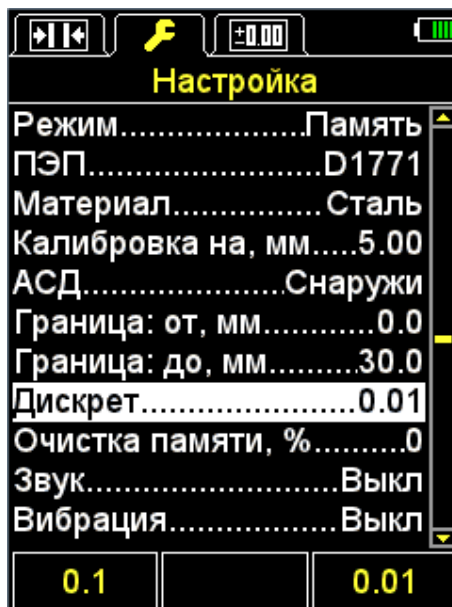 ±0.00
Настройка
Режим....................Память
ПЭП.......................D1771
Материал................Сталь
Калибровка на, мм.....5.00
АСД......................Снаружи
Граница: от, мм..........0.0
Граница: до, мм.........30.0
Дискрет.......................0.01
Очистка памяти, %..........0
Звук.........................Выкл
Вибрация.................Выкл
0.1 0.01